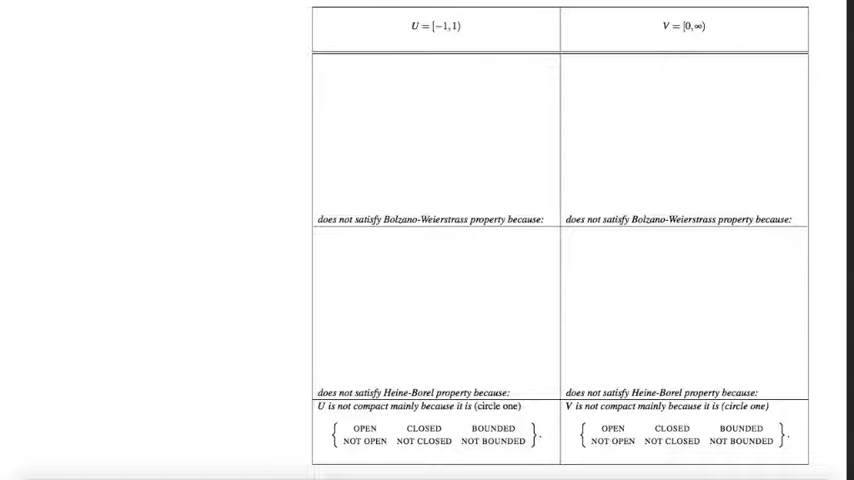 U = [−1, 1)
V = [0, ∞)
does not satisfy Bolzano-Weierstrass property because:
does not satisfy Bolzano-Weierstrass property because:
does not satisfy Heine-Borel property because:
does not satisfy Heine-Borel property because:
U is not compact mainly because it is (circle one)
{ OPEN CLOSED BOUNDED
NOT OPEN NOT CLOSED NOT BOUNDED }.
V is not compact mainly because it is (circle one)
{ OPEN CLOSED BOUNDED
NOT OPEN NOT CLOSED NOT BOUNDED }.